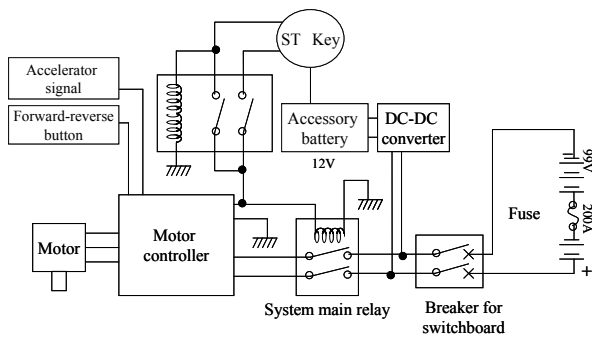 ST Key
Accelerator
signal
Forward-reverse
button
Accessory
battery
12V
DC-DC
converter
99V
200A
Fuse
Motor
Motor
controller
System main relay
Breaker for
switchboard
+